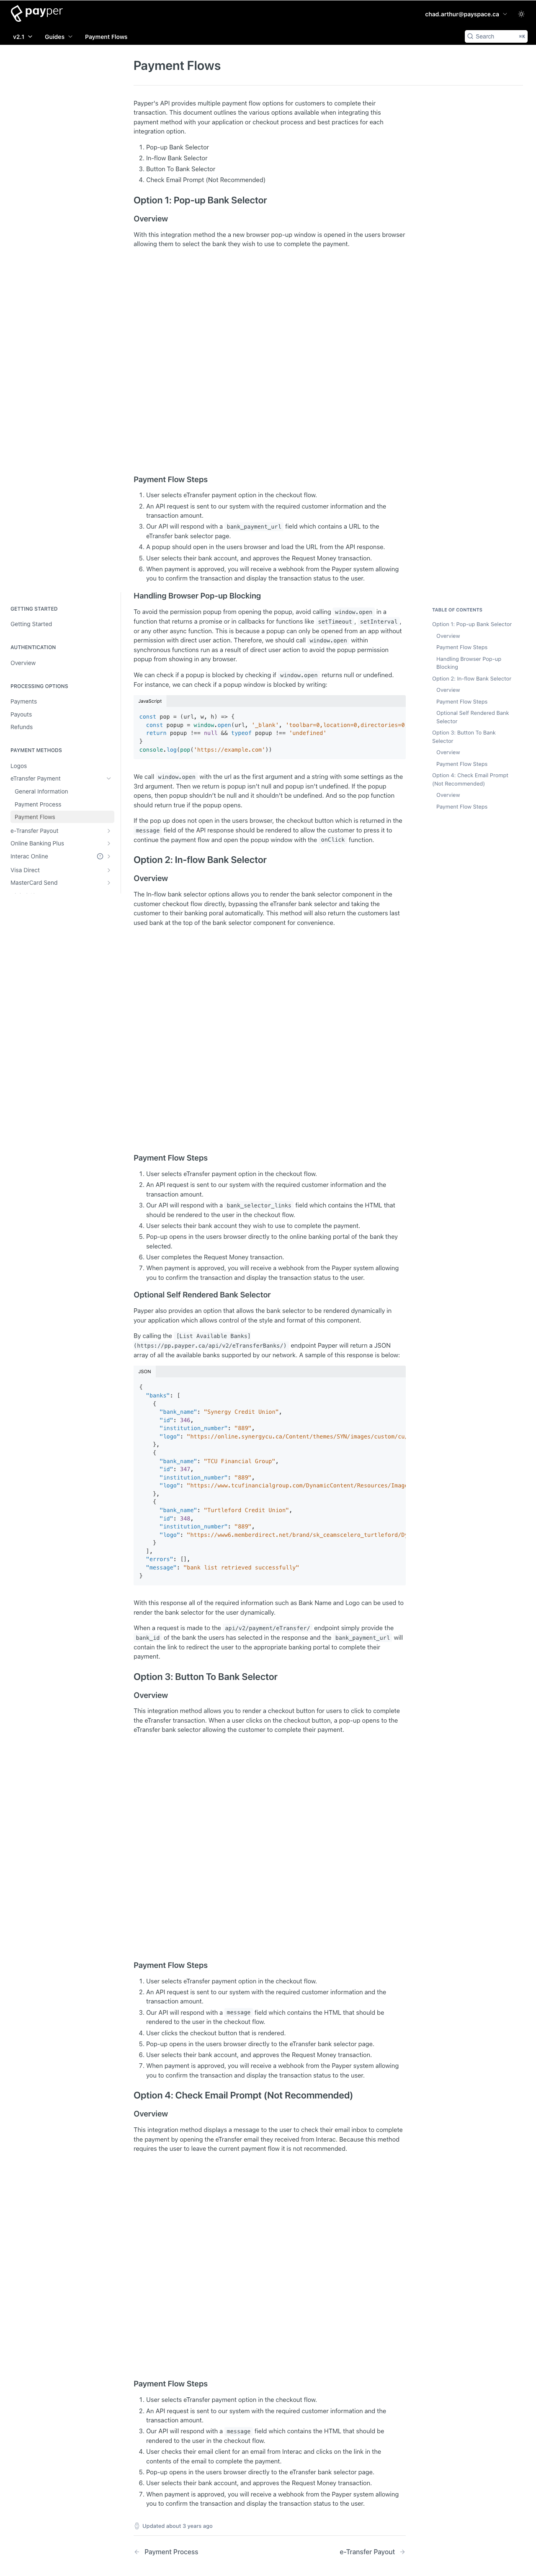 payper
chad.arthur@payspace.ca
v2.1
Guides
Payment Flows
Search
⌘K
Payment Flows
Payper's API provides multiple payment flow options for customers to complete their
transaction. This document outlines the various options available when integrating this
payment method with your application or checkout process and best practices for each
integration option.
1. Pop-up Bank Selector
2. In-flow Bank Selector
3. Button To Bank Selector
4. Check Email Prompt (Not Recommended)
Option 1: Pop-up Bank Selector
Overview
With this integration method the a new browser pop-up window is opened in the users browser
allowing them to select the bank they wish to use to complete the payment.
Payment Flow Steps
1. User selects eTransfer payment option in the checkout flow.
2. An API request is sent to our system with the required customer information and the
transaction amount.
3. Our API will respond with a bank_payment_url field which contains a URL to the
eTransfer bank selector page.
4. A popup should open in the users browser and load the URL from the API response.
5. User selects their bank account, and approves the Request Money transaction.
6. When payment is approved, you will receive a webhook from the Payper system allowing
you to confirm the transaction and display the transaction status to the user.
Handling Browser Pop-up Blocking
To avoid the permission popup from opening the popup, avoid calling window.open in a
function that returns a promise or is callbacks for functions like setTimeout, setInterval,
or any other async function. This is because a popup can only be opened from an app without
permission with direct user action. Therefore, we should call window.open within
synchronous functions run as a result of direct user action to avoid the popup permission
popup from showing in any browser.
We can check if a popup is blocked by checking if window.open returns null or undefined.
For instance, we can check if a popup window is blocked by writing:
JavaScript
const pop = (url, w, h) => {
const popup = window.open(url, '_blank', 'toolbar=0,location=0,directories=0
return popup !== null && typeof popup !== 'undefined'
}
console.log(pop('https://example.com'))
We call window.open with the url as the first argument and a string with some settings as the
3rd argument. Then we return is popup isn't null and popup isn't undefined. If the popup
opens, then popup shouldn't be null and it shouldn't be undefined. And so the pop function
should return true if the popup opens.
If the pop up does not open in the users browser, the checkout button which is returned in the
message field of the API response should be rendered to allow the customer to press it to
continue the payment flow and open the popup window with the onClick function.
Option 2: In-flow Bank Selector
Overview
The In-flow bank selector options allows you to render the bank selector component in the
customer checkout flow directly, bypassing the eTransfer bank selector and taking the
customer to their banking poral automatically. This method will also return the customers last
used bank at the top of the bank selector component for convenience.
Payment Flow Steps
1. User selects eTransfer payment option in the checkout flow.
2. An API request is sent to our system with the required customer information and the
transaction amount.
3. Our API will respond with a bank_selector_links field which contains the HTML that
should be rendered to the user in the checkout flow.
4. User selects their bank account they wish to use to complete the payment.
5. Pop-up opens in the users browser directly to the online banking portal of the bank they
selected.
6. User completes the Request Money transaction.
7. When payment is approved, you will receive a webhook from the Payper system allowing
you to confirm the transaction and display the transaction status to the user.
Optional Self Rendered Bank Selector
Payper also provides an option that allows the bank selector to be rendered dynamically in
your application which allows control of the style and format of this component.
By calling the [List Available Banks]
(https://pp.payper.ca/api/v2/eTransferBanks/) endpoint Payper will return a JSON
array of all the available banks supported by our network. A sample of this response is below:
JSON
{
"banks": [
{
"bank_name": "Synergy Credit Union",
"id": 346,
"institution_number": "889",
"logo": "https://online.synergycu.ca/Content/themes/SYN/images/custom/cu
},
{
"bank_name": "TCU Financial Group",
"id": 347,
"institution_number": "889",
"logo": "https://www.tcufinancialgroup.com/DynamicContent/Resources/Imag
},
{
"bank_name": "Turtleford Credit Union",
"id": 348,
"institution_number": "889",
"logo": "https://www6.memberdirect.net/brand/sk_ceamscelero_turtleford/D
}
],
"errors": [],
"message": "bank list retrieved successfully"
}
With this response all of the required information such as Bank Name and Logo can be used to
render the bank selector for the user dynamically.
When a request is made to the api/v2/payment/eTransfer/ endpoint simply provide the
bank_id of the bank the users has selected in the response and the bank_payment_url will
contain the link to redirect the user to the appropriate banking portal to complete their
payment.
Option 3: Button To Bank Selector
Overview
This integration method allows you to render a checkout button for users to click to complete
the eTransfer transaction. When a user clicks on the checkout button, a pop-up opens to the
eTransfer bank selector allowing the customer to complete their payment.
Payment Flow Steps
1. User selects eTransfer payment option in the checkout flow.
2. An API request is sent to our system with the required customer information and the
transaction amount.
3. Our API will respond with a message field which contains the HTML that should be
rendered to the user in the checkout flow.
4. User clicks the checkout button that is rendered.
5. Pop-up opens in the users browser directly to the eTransfer bank selector page.
6. User selects their bank account, and approves the Request Money transaction.
7. When payment is approved, you will receive a webhook from the Payper system allowing
you to confirm the transaction and display the transaction status to the user.
Option 4: Check Email Prompt (Not Recommended)
Overview
This integration method displays a message to the user to check their email inbox to complete
the payment by opening the eTransfer email they received from Interac. Because this method
requires the user to leave the current payment flow it is not recommended.
Payment Flow Steps
1. User selects eTransfer payment option in the checkout flow.
2. An API request is sent to our system with the required customer information and the
transaction amount.
3. Our API will respond with a message field which contains the HTML that should be
rendered to the user in the checkout flow.
4. User checks their email client for an email from Interac and clicks on the link in the
contents of the email to complete the payment.
5. Pop-up opens in the users browser directly to the eTransfer bank selector page.
6. User selects their bank account, and approves the Request Money transaction.
7. When payment is approved, you will receive a webhook from the Payper system allowing
you to confirm the transaction and display the transaction status to the user.
Updated about 3 years ago
← Payment Process
e-Transfer Payout →
GETTING STARTED
Getting Started
AUTHENTICATION
Overview
PROCESSING OPTIONS
Payments
Payouts
Refunds
PAYMENT METHODS
Logos
eTransfer Payment
General Information
Payment Process
Payment Flows
e-Transfer Payout
Online Banking Plus
Interac Online
Visa Direct
MasterCard Send
TABLE OF CONTENTS
Option 1: Pop-up Bank Selector
Overview
Payment Flow Steps
Handling Browser Pop-up
Blocking
Option 2: In-flow Bank Selector
Overview
Payment Flow Steps
Optional Self Rendered Bank
Selector
Option 3: Button To Bank
Selector
Overview
Payment Flow Steps
Option 4: Check Email Prompt
(Not Recommended)
Overview
Payment Flow Steps